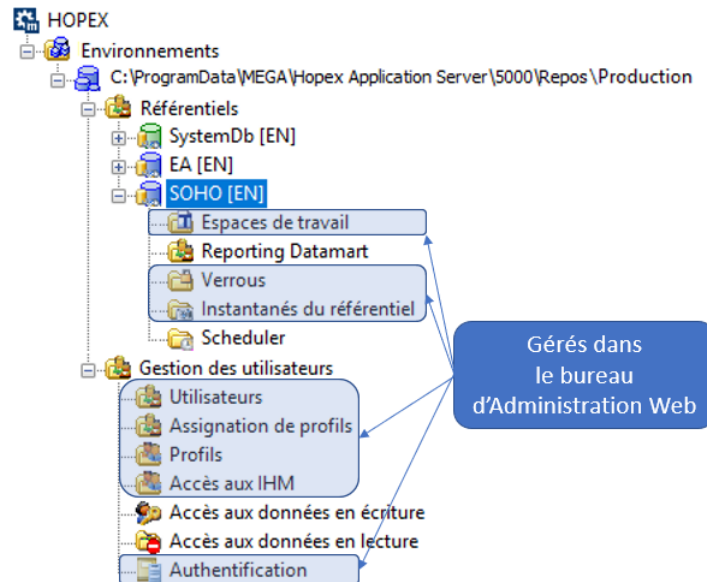 HOPEX
Environnements
C:\ProgramData\MEGA\Hopex Application Server\5000\Repos\Production
Référentiels
SystemDb [EN]
EA [EN]
SOHO [EN]
Espaces de travail
Reporting Datamart
Verrous
Instantanés du référentiel
Scheduler
Gestion des utilisateurs
Utilisateurs
Assignation de profils
Profils
Accès aux IHM
Accès aux données en écriture
Accès aux données en lecture
Authentification
Gérés dans
le bureau
d'Administration Web